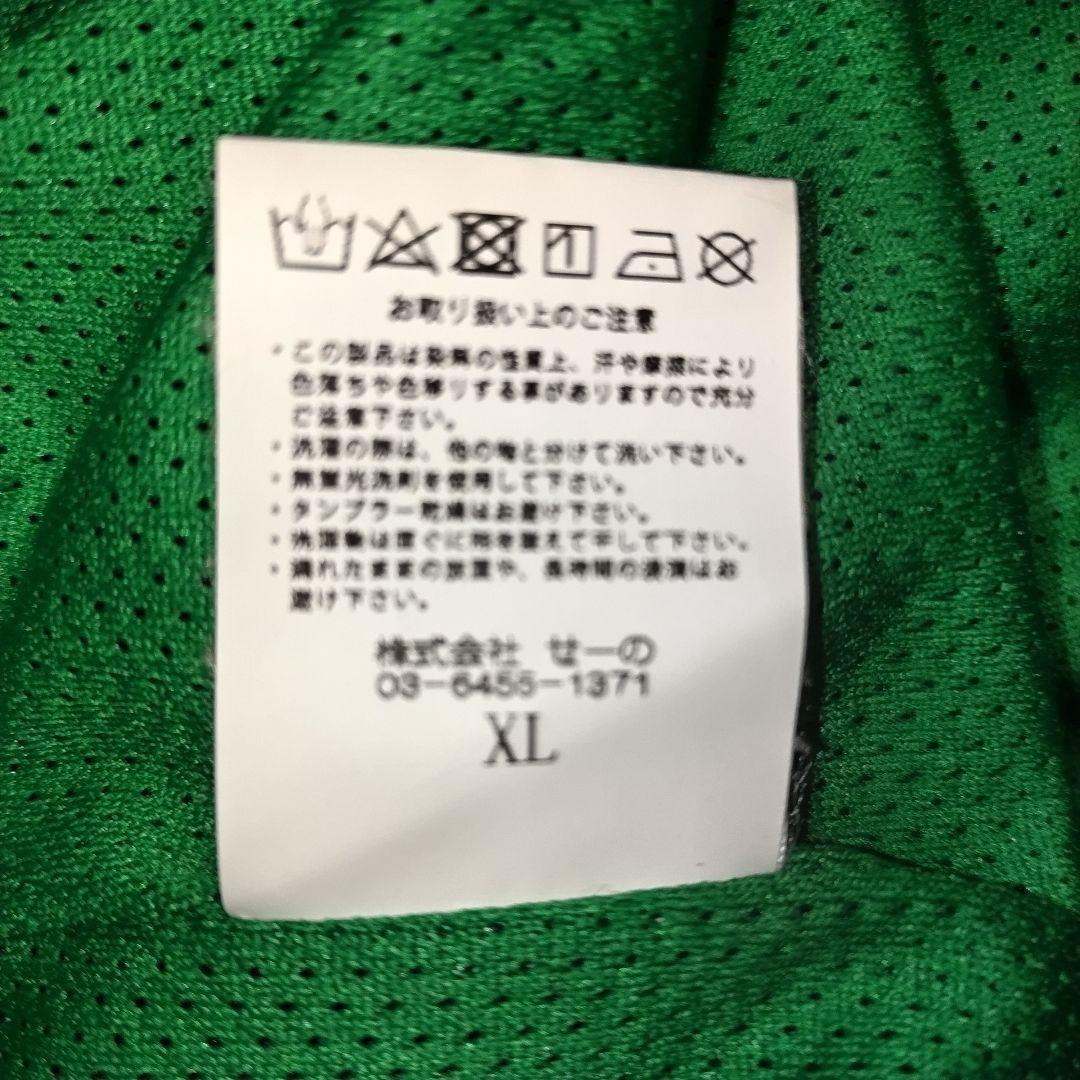 お取り扱い上のご注意
・この製品は染料の性質上、汗や摩擦により
色落ちや色移りする事がありますので充分
ご注意下さい。
・洗濯の際は、他の物と分けて洗い下さい。
・無蛍光洗剤を使用して下さい。
・タンブラー乾燥はお避け下さい。
・洗濯後は直ぐに形を整えて干して下さい。
・濡れたままの放置や、長時間の浸漬はお
避け下さい。
株式会社 せーの
03-6455-1371
XL